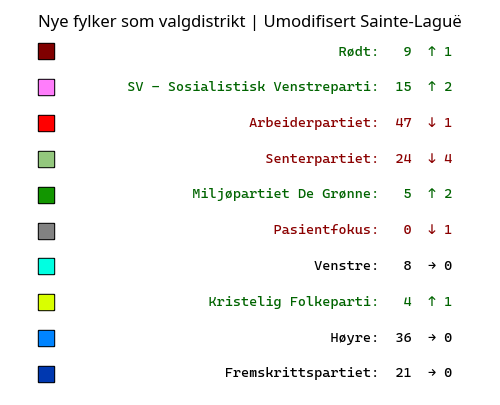 Nye fylker som valgdistrikt | Umodifisert Sainte-Laguë
Rødt: 9 ↑ 1
SV - Sosialistisk Venstreparti: 15 ↑ 2
Arbeiderpartiet: 47 ↓ 1
Senterpartiet: 24 ↓ 4
Miljøpartiet De Grønne: 5 ↑ 2
Pasientfokus: 0 ↓ 1
Venstre: 8 → 0
Kristelig Folkeparti: 4 ↑ 1
Høyre: 36 → 0
Fremskrittspartiet: 21 → 0